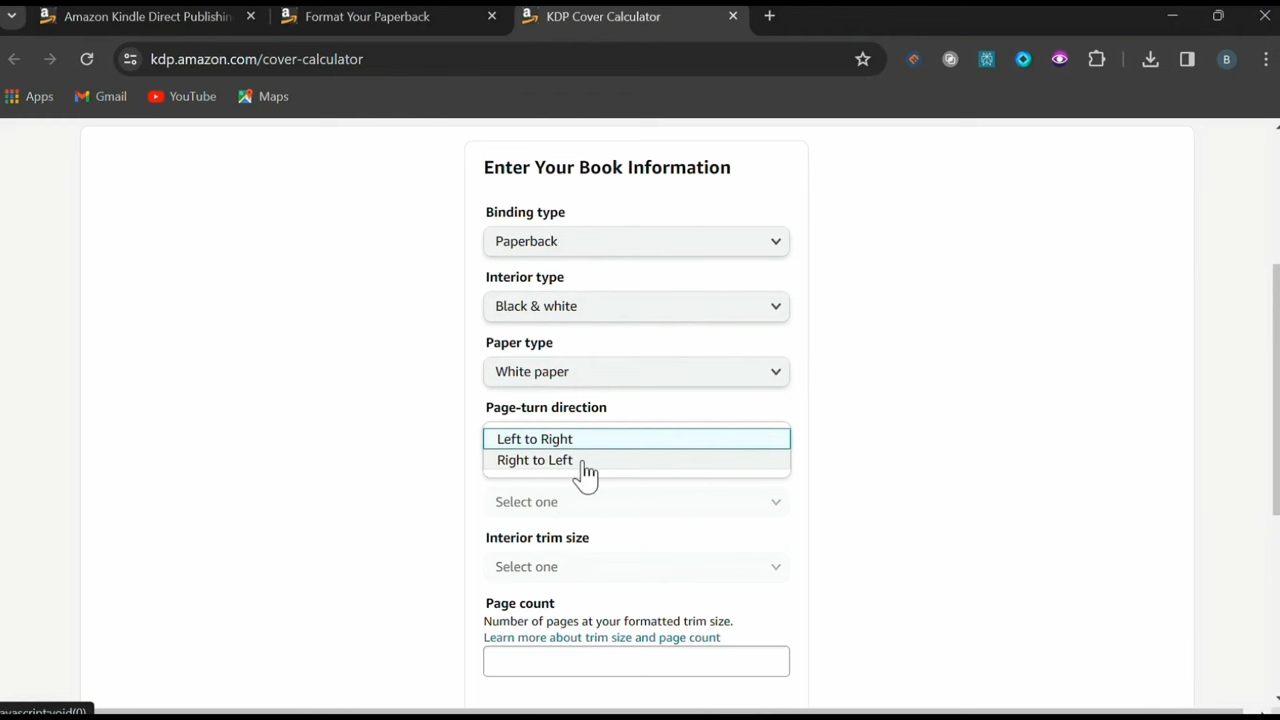 Amazon Kindle Direct Publishin
Format Your Paperback
KDP Cover Calculator
kdp.amazon.com/cover-calculator
B
Apps
Gmail
YouTube
Maps
Enter Your Book Information
Binding type
Paperback
Interior type
Black & white
Paper type
White paper
Page-turn direction
Left to Right
Right to Left
Select one
Interior trim size
Select one
Page count
Number of pages at your formatted trim size.
Learn more about trim size and page count
avascript:void(0)